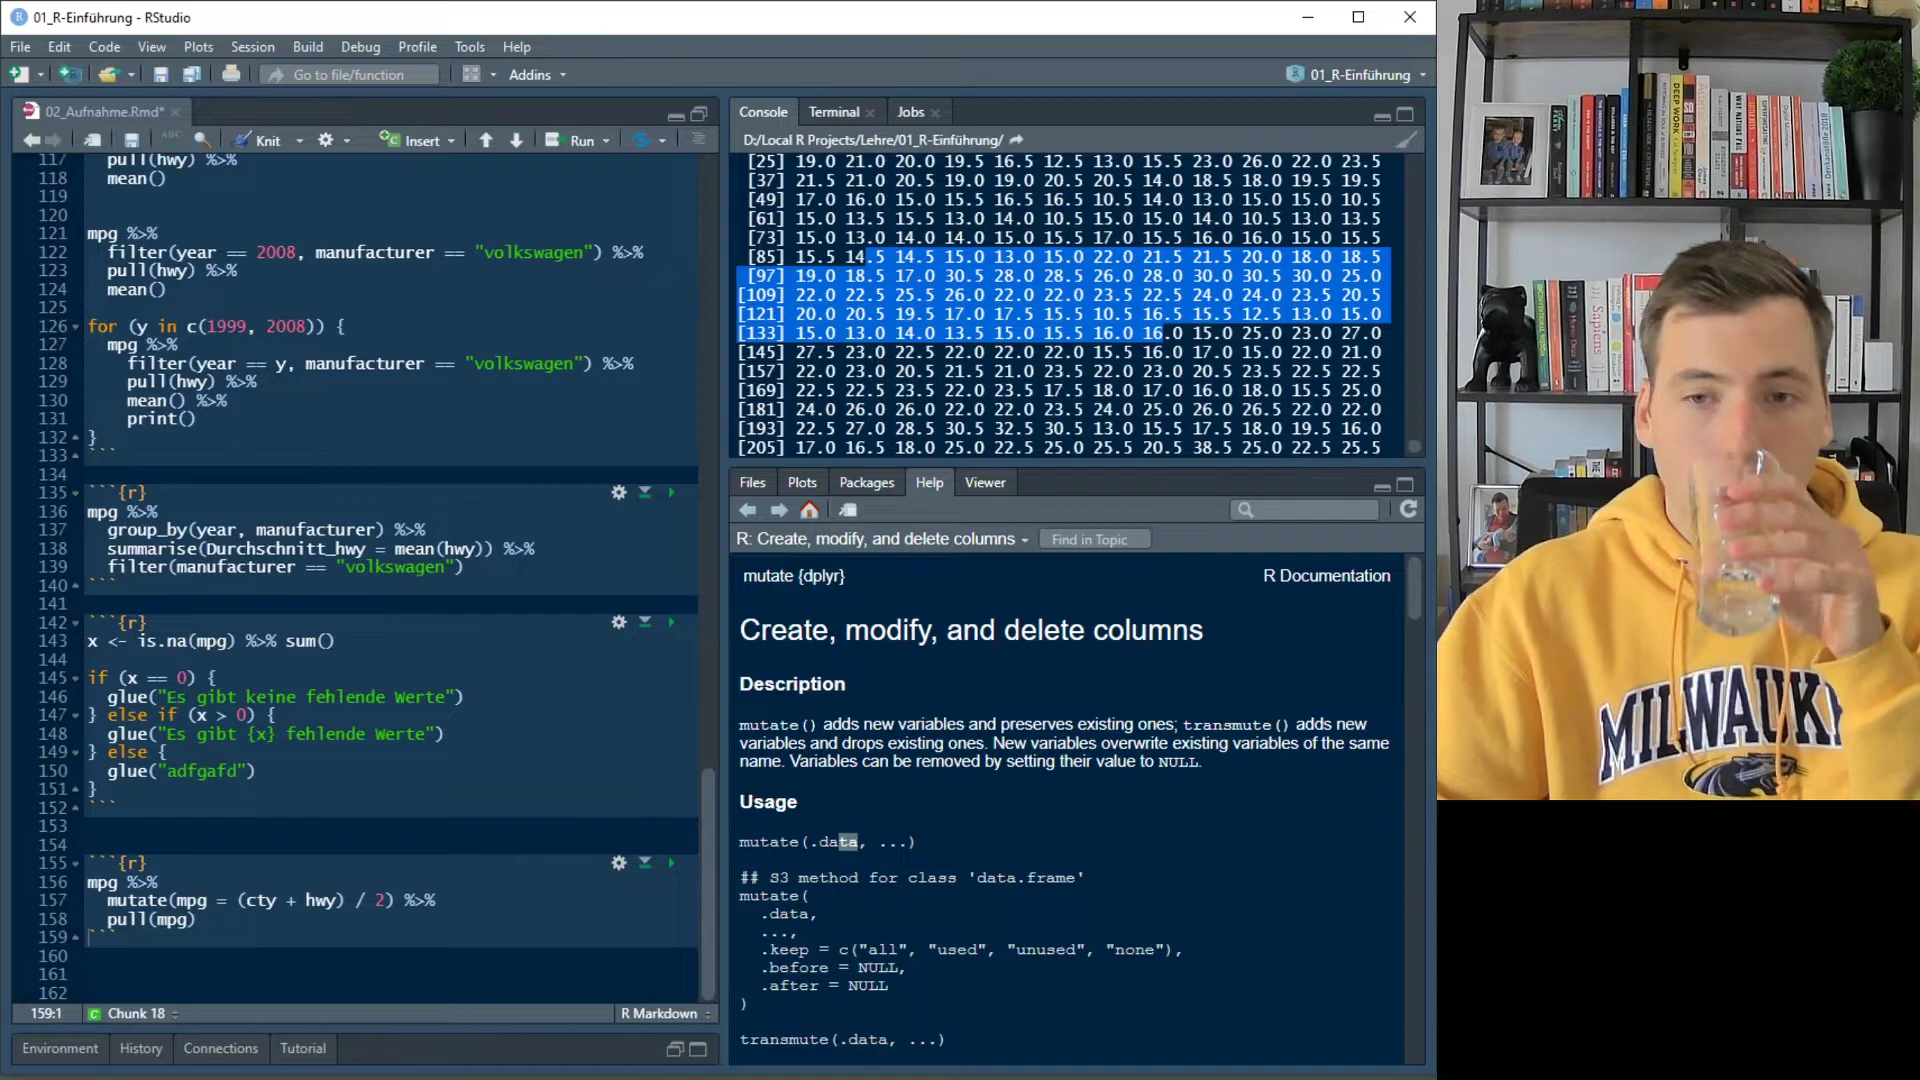 01_R-Einführung - RStudio
File Edit Code View Plots Session Build Debug Profile Tools Help
Go to file/function Addins 01_R-Einführung
02_Aufnahme.Rmd*
Knit Insert Run
117 pull(hwy) %>%
118 mean()
119
120
121 mpg %>%
122 filter(year == 2008, manufacturer == "volkswagen") %>%
123 pull(hwy) %>%
124 mean()
125
126 for (y in c(1999, 2008)) {
127 mpg %>%
128 filter(year == y, manufacturer == "volkswagen") %>%
129 pull(hwy) %>%
130 mean() %>%
131 print()
132 }
133 ```
134
135 ```{r}
136 mpg %>%
137 group_by(year, manufacturer) %>%
138 summarise(Durchschnitt_hwy = mean(hwy)) %>%
139 filter(manufacturer == "volkswagen")
140 ```
141
142 ```{r}
143 x <- is.na(mpg) %>% sum()
144
145 if (x == 0) {
146 glue("Es gibt keine fehlende Werte")
147 } else if (x > 0) {
148 glue("Es gibt {x} fehlende Werte")
149 } else {
150 glue("adfgafd")
151 }
152 ```
153
154
155 ```{r}
156 mpg %>%
157 mutate(mpg = (cty + hwy) / 2) %>%
158 pull(mpg)
159 ```
160
161
162
159:1 Chunk 18 R Markdown
Environment History Connections Tutorial
Console Terminal Jobs
D:/Local R Projects/Lehre/01_R-Einführung/
[25] 19.0 21.0 20.0 19.5 16.5 12.5 13.0 15.5 23.0 26.0 22.0 23.5
[37] 21.5 21.0 20.5 19.0 19.0 20.5 20.5 14.0 18.5 18.0 19.5 19.5
[49] 17.0 16.0 15.0 15.5 16.5 16.5 10.5 14.0 13.0 15.0 15.0 10.5
[61] 15.0 13.5 15.5 13.0 14.0 10.5 15.0 15.0 14.0 10.5 13.0 13.5
[73] 15.0 13.0 14.0 14.0 15.0 15.5 17.0 15.5 16.0 16.0 15.0 15.5
[85] 15.5 14.5 14.5 15.0 13.0 15.0 22.0 21.5 21.5 20.0 18.0 18.5
[97] 19.0 18.5 17.0 30.5 28.0 28.5 26.0 28.0 30.0 30.5 30.0 25.0
[109] 22.0 22.5 25.5 26.0 22.0 22.0 23.5 22.5 24.0 24.0 23.5 20.5
[121] 20.0 20.5 19.5 17.0 17.5 15.5 10.5 16.5 15.5 12.5 13.0 15.0
[133] 15.0 13.0 14.0 13.5 15.0 15.5 16.0 16.0 15.0 25.0 23.0 27.0
[145] 27.5 23.0 22.5 22.0 22.0 22.0 15.5 16.0 17.0 15.0 22.0 21.0
[157] 22.0 23.0 20.5 21.5 21.0 23.5 22.0 23.0 20.5 23.5 22.5 22.5
[169] 22.5 22.5 23.5 22.0 23.5 17.5 18.0 17.0 16.0 18.0 15.5 25.0
[181] 24.0 26.0 26.0 22.0 22.0 23.5 24.0 25.0 26.0 26.5 22.0 22.0
[193] 22.5 27.0 28.5 30.5 32.5 30.5 13.0 15.5 17.5 18.0 19.5 16.0
[205] 17.0 16.5 18.0 25.0 22.5 25.0 25.5 20.5 38.5 25.0 22.5 25.5
Files Plots Packages Help Viewer
R: Create, modify, and delete columns Find in Topic
mutate {dplyr} R Documentation
Create, modify, and delete columns
Description
mutate() adds new variables and preserves existing ones; transmute() adds new
variables and drops existing ones. New variables overwrite existing variables of the same
name. Variables can be removed by setting their value to NULL.
Usage
mutate(.data, ...)
## S3 method for class 'data.frame'
mutate(
.data,
...,
.keep = c("all", "used", "unused", "none"),
.before = NULL,
.after = NULL
)
transmute(.data, ...)
DEEP WORK
Sapiens